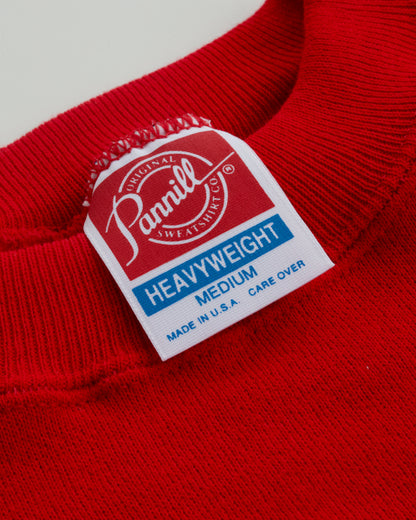 ORIGINAL
Pannill®
SWEATSHIRT CO.
HEAVYWEIGHT
MEDIUM
MADE IN U.S.A. CARE OVER